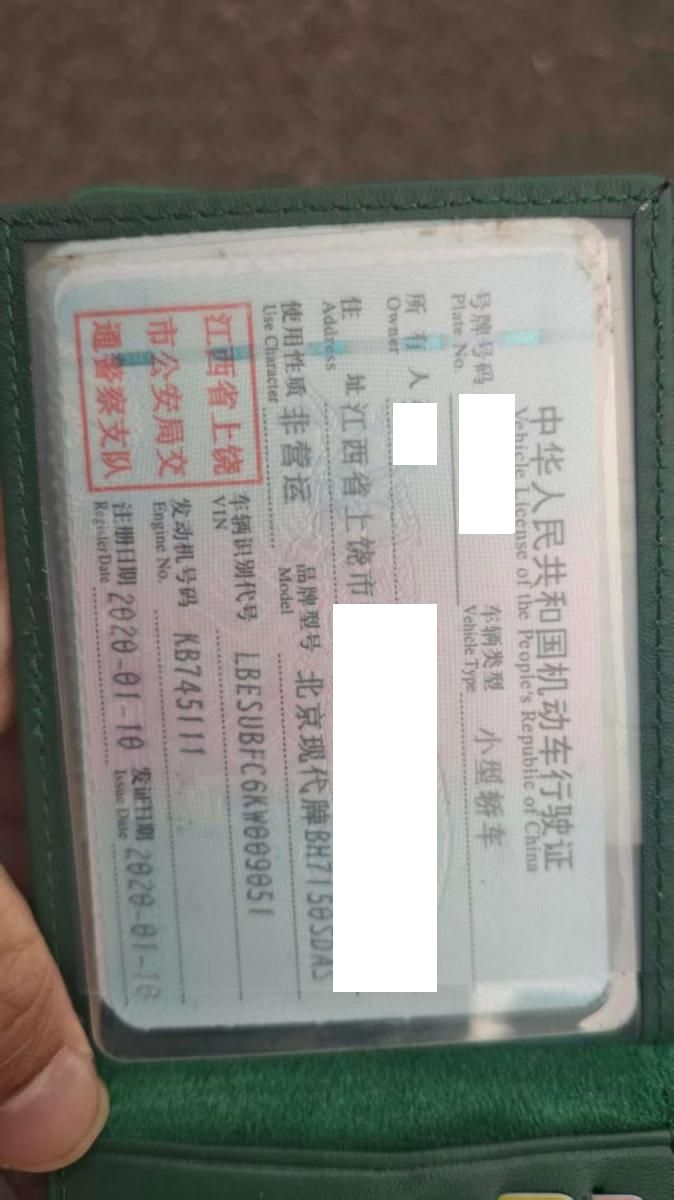 中华人民共和国机动车行驶证
Vehicle License of the People's Republic of China
号牌号码
Plate No.
车辆类型 小型轿车
Vehicle Type
所有人
Owner
住址 江西省上饶市
Address
使用性质 非营运
Use Character
品牌型号 北京现代牌BH7150SDAS
Model
江西省上饶
市公安局交
通警察支队
车辆识别代号 LBESUBFC6KW009051
VIN
发动机号码 KB745111
Engine No.
注册日期 2020-01-10
Register Date
发证日期 2020-01-10
Issue Date